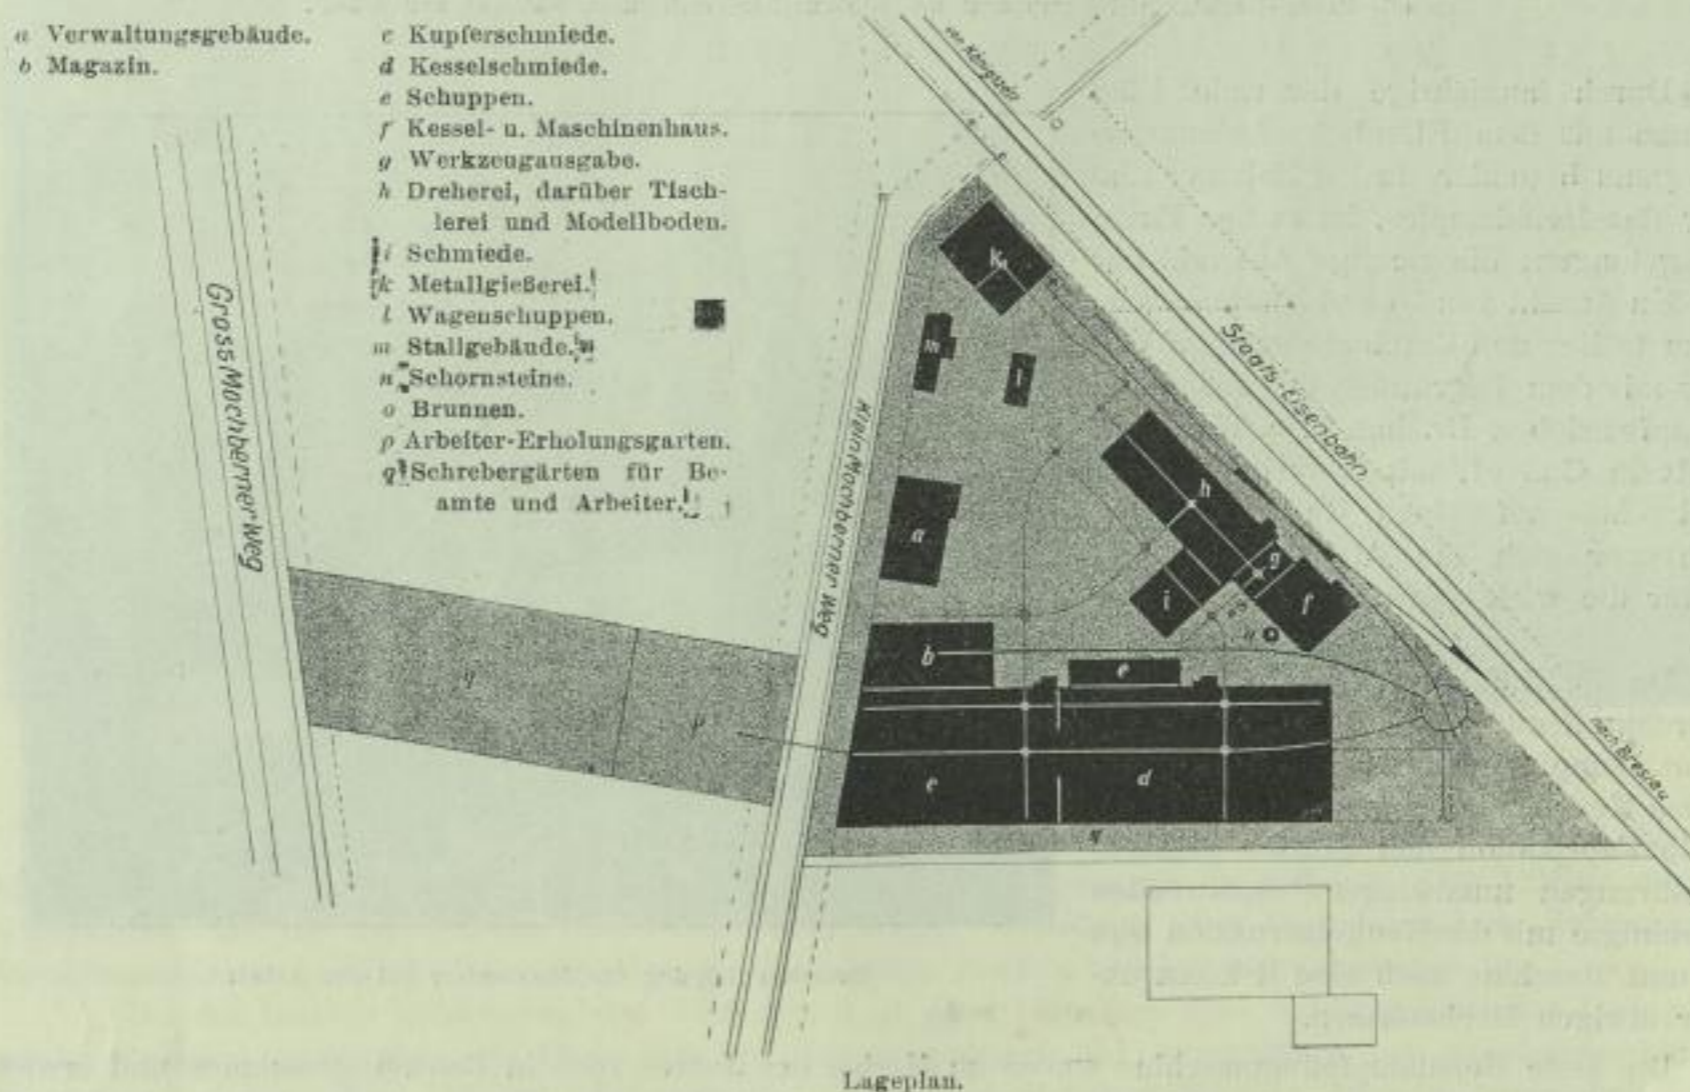 a Verwaltungsgebäude.
b Magazin.
c Kupferschmiede.
d Kesselschmiede.
e Schuppen.
f Kessel- u. Maschinenhaus.
g Werkzeugausgabe.
h Dreherei, darüber Tisch-
lerei und Modellboden.
i Schmiede.
k Metallgießerei.
l Wagenschuppen.
m Stallgebäude.
n Schornsteine.
o Brunnen.
p Arbeiter-Erholungsgarten.
q Schrebergärten für Be-
amte und Arbeiter.
Gross Mochberner Weg
Klein Mochberner Weg
von Königszelt
Staats-Eisenbahn
nach Breslau
k
m
l
h
a
g
i
f
n
b
e
q
p
c
d
Lageplan.